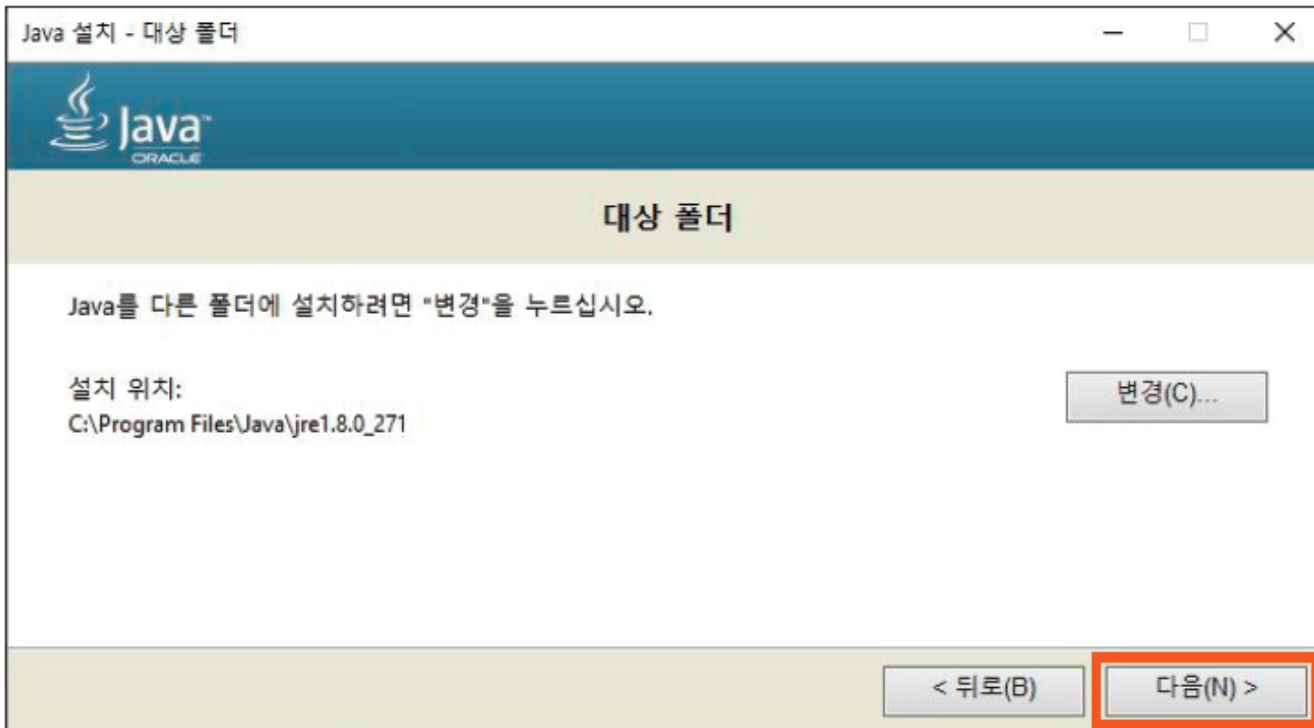 Java 설치 - 대상 폴더
Java™
ORACLE
대상 폴더
Java를 다른 폴더에 설치하려면 "변경"을 누르십시오.
설치 위치:
변경(C)...
C:\Program Files\Java\jre1.8.0_271
< 뒤로(B)
다음(N) >